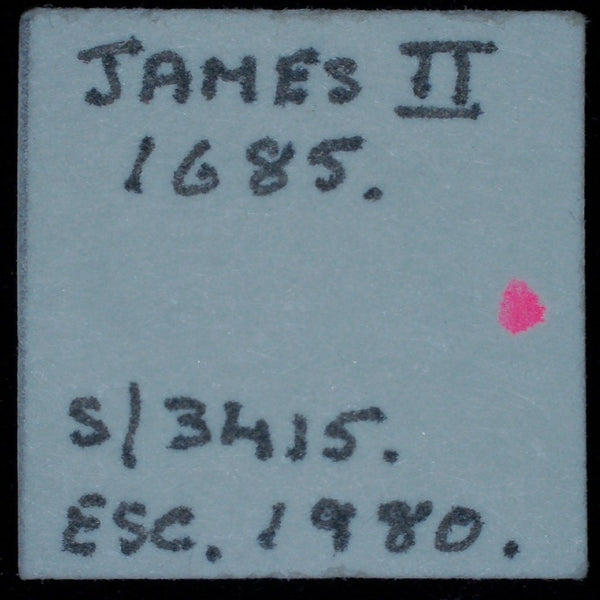 JAMES II
1685.
S/3415.
ESC. 1980.